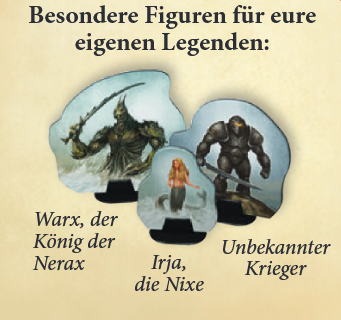 Besondere Figuren für eure
eigenen Legenden:
Warx, der
König der
Nerax
Irja,
die Nixe
Unbekannter
Krieger